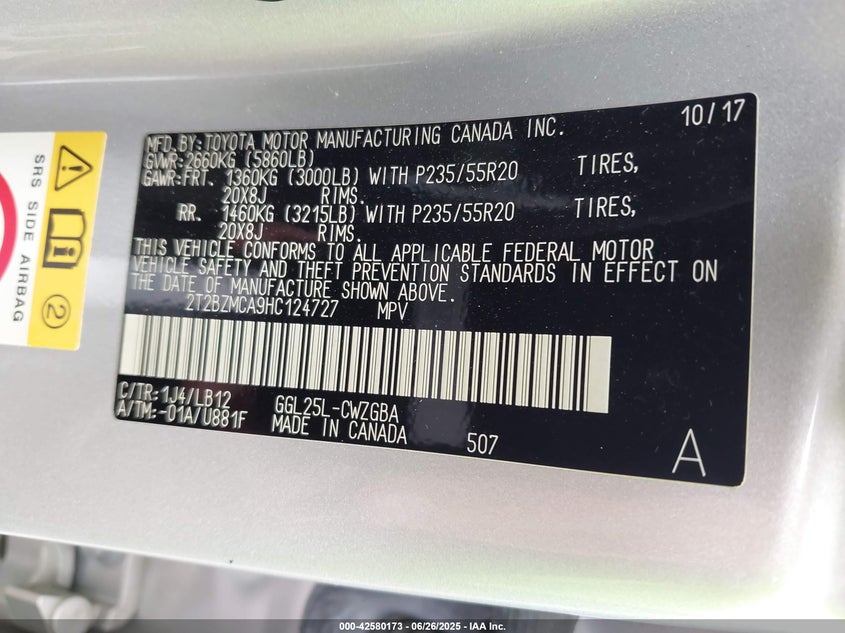 10/17
MFD.BY:TOYOTA MOTOR MANUFACTURING CANADA INC.
GVWR:2660KG (5860LB)
GAWR:FRT. 1360KG (3000LB) WITH P235/55R20 TIRES,
20X8J RIMS.
RR. 1460KG (3215LB) WITH P235/55R20 TIRES,
20X8J RIMS.
THIS VEHICLE CONFORMS TO ALL APPLICABLE FEDERAL MOTOR
VEHICLE SAFETY AND THEFT PREVENTION STANDARDS IN EFFECT ON
THE DATE OF MANUFACTURE SHOWN ABOVE.
2T2BZMCA9HC124727 MPV
C/TR:1J4/LB12
A/TM:-01A/U881F
GGL25L-CWZGBA
MADE IN CANADA
507
A
SRS SIDE AIRBAG
2
000-42580173 - 06/26/2025 - IAA Inc.